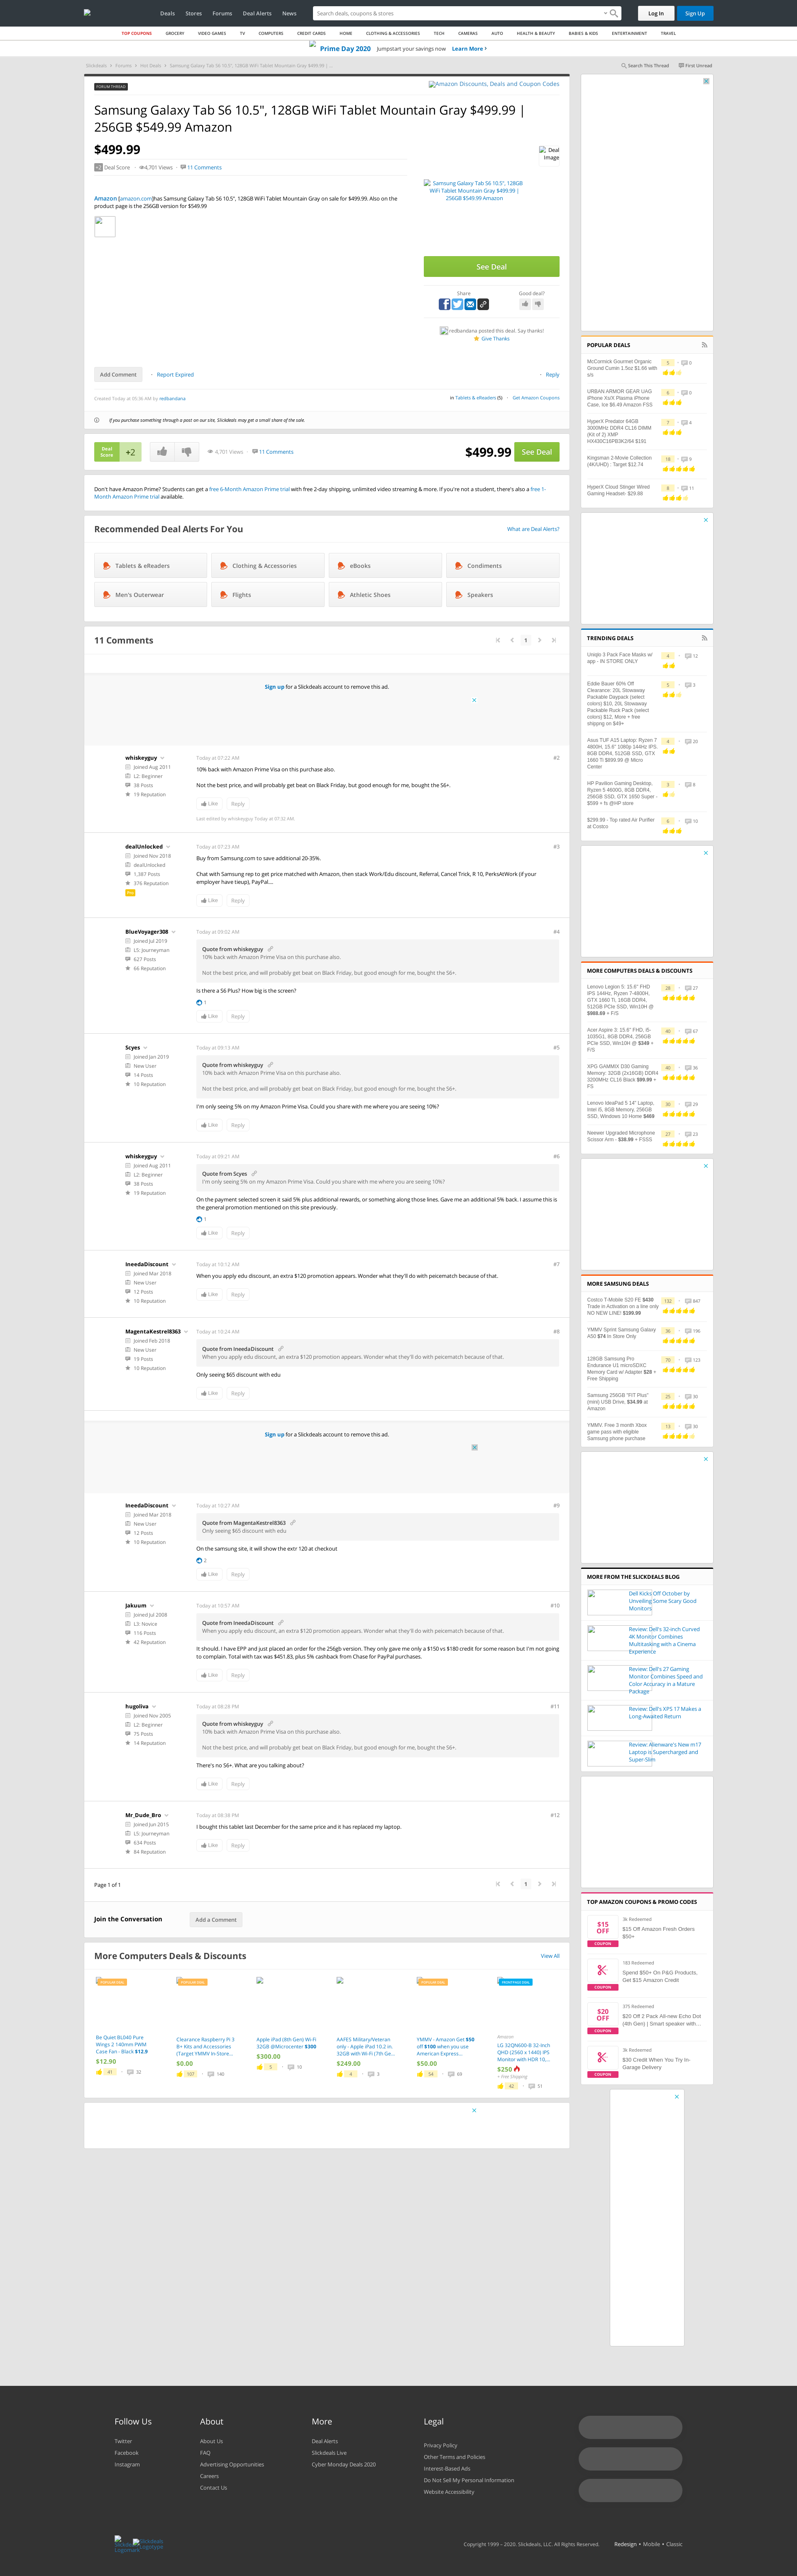 Deals Stores Forums Deal Alerts News Search deals, coupons & stores Log In Sign Up
TOP COUPONS GROCERY VIDEO GAMES TV COMPUTERS CREDIT CARDS HOME CLOTHING & ACCESSORIES TECH CAMERAS AUTO HEALTH & BEAUTY BABIES & KIDS ENTERTAINMENT TRAVEL
Prime Day 2020 Jumpstart your savings now Learn More
Slickdeals Forums Hot Deals Samsung Galaxy Tab S6 10.5", 128GB WiFi Tablet Mountain Gray $499.99 | ...
Search This Thread First Unread
FORUM THREAD
Amazon Discounts, Deals and Coupon Codes
Samsung Galaxy Tab S6 10.5", 128GB WiFi Tablet Mountain Gray $499.99 |
256GB $549.99 Amazon
$499.99
Deal
Image
+2 Deal Score 4,701 Views 11 Comments
Samsung Galaxy Tab S6 10.5", 128GB
WiFi Tablet Mountain Gray $499.99 |
256GB $549.99 Amazon
Amazon [amazon.com]has Samsung Galaxy Tab S6 10.5", 128GB WiFi Tablet Mountain Gray on sale for $499.99. Also on the
product page is the 256GB version for $549.99
See Deal
Share Good deal?
redbandana posted this deal. Say thanks!
Give Thanks
Add Comment Report Expired Reply
Created Today at 05:36 AM by redbandana
in Tablets & eReaders (5) Get Amazon Coupons
If you purchase something through a post on our site, Slickdeals may get a small share of the sale.
Deal
Score
+2 4,701 Views 11 Comments $499.99 See Deal
Don't have Amazon Prime? Students can get a free 6-Month Amazon Prime trial with free 2-day shipping, unlimited video streaming & more. If you're not a student, there's also a free 1-
Month Amazon Prime trial available.
Recommended Deal Alerts For You
What are Deal Alerts?
Tablets & eReaders Clothing & Accessories eBooks Condiments
Men's Outerwear Flights Athletic Shoes Speakers
11 Comments 1
Sign up for a Slickdeals account to remove this ad.
whiskeyguy
Joined Aug 2011
L2: Beginner
38 Posts
19 Reputation
Today at 07:22 AM #2
10% back with Amazon Prime Visa on this purchase also.
Not the best price, and will probably get beat on Black Friday, but good enough for me, bought the S6+.
Like Reply
Last edited by whiskeyguy Today at 07:32 AM
dealUnlocked
Joined Nov 2018
dealUnlocked
1,387 Posts
376 Reputation
Pro
Today at 07:23 AM #3
Buy from Samsung.com to save additional 20-35%.
Chat with Samsung rep to get price matched with Amazon, then stack Work/Edu discount, Referral, Cancel Trick, R 10, PerksAtWork (if your
employer have tieup), PayPal....
Like Reply
BlueVoyager308
Joined Jul 2019
L5: Journeyman
627 Posts
66 Reputation
Today at 09:02 AM #4
Quote from whiskeyguy
10% back with Amazon Prime Visa on this purchase also.
Not the best price, and will probably get beat on Black Friday, but good enough for me, bought the S6+.
Is there a S6 Plus? How big is the screen?
1
Like Reply
Scyes
Joined Jan 2019
New User
14 Posts
10 Reputation
Today at 09:13 AM #5
Quote from whiskeyguy
10% back with Amazon Prime Visa on this purchase also.
Not the best price, and will probably get beat on Black Friday, but good enough for me, bought the S6+.
I'm only seeing 5% on my Amazon Prime Visa. Could you share with me where you are seeing 10%?
Like Reply
whiskeyguy
Joined Aug 2011
L2: Beginner
38 Posts
19 Reputation
Today at 09:21 AM #6
Quote from Scyes
I'm only seeing 5% on my Amazon Prime Visa. Could you share with me where you are seeing 10%?
On the payment selected screen it said 5% plus additional rewards, or something along those lines. Gave me an additional 5% back. I assume this is
the general promotion mentioned on this site previously.
1
Like Reply
IneedaDiscount
Joined Mar 2018
New User
12 Posts
10 Reputation
Today at 10:12 AM #7
When you apply edu discount, an extra $120 promotion appears. Wonder what they'll do with peicematch because of that.
Like Reply
MagentaKestrel8363
Joined Feb 2018
New User
19 Posts
10 Reputation
Today at 10:24 AM #8
Quote from IneedaDiscount
When you apply edu discount, an extra $120 promotion appears. Wonder what they'll do with peicematch because of that.
Only seeing $65 discount with edu
Like Reply
Sign up for a Slickdeals account to remove this ad.
IneedaDiscount
Joined Mar 2018
New User
12 Posts
10 Reputation
Today at 10:27 AM #9
Quote from MagentaKestrel8363
Only seeing $65 discount with edu
On the samsung site, it will show the extr 120 at checkout
2
Like Reply
Jakuum
Joined Jul 2008
L3: Novice
116 Posts
42 Reputation
Today at 10:57 AM #10
Quote from IneedaDiscount
When you apply edu discount, an extra $120 promotion appears. Wonder what they'll do with peicematch because of that.
It should. I have EPP and just placed an order for the 256gb version. They only gave me only a $150 vs $180 credit for some reason but I'm not going
to complain. Total with tax was $451.83, plus 5% cashback from Chase for PayPal purchases.
Like Reply
hugoliva
Joined Nov 2005
L2: Beginner
75 Posts
14 Reputation
Today at 08:28 PM #11
Quote from whiskeyguy
10% back with Amazon Prime Visa on this purchase also.
Not the best price, and will probably get beat on Black Friday, but good enough for me, bought the S6+.
There's no S6+. What are you talking about?
Like Reply
Mr_Dude_Bro
Joined Jun 2015
L5: Journeyman
634 Posts
84 Reputation
Today at 08:38 PM #12
I bought this tablet last December for the same price and it has replaced my laptop.
Like Reply
Page 1 of 1 1
Join the Conversation Add a Comment
More Computers Deals & Discounts View All
POPULAR DEAL
Be Quiet BL040 Pure
Wings 2 140mm PWM
Case Fan - Black $12.9
$12.90
41 32
POPULAR DEAL
Clearance Raspberry Pi 3
B+ Kits and Accessories
(Target YMMV In-Store...
$0.00
107 140
Apple iPad (8th Gen) Wi-Fi
32GB @Microcenter $300
$300.00
5 10
AAFES Military/Veteran
only - Apple iPad 10.2 in.
32GB with Wi-Fi (7th Ge...
$249.00
4 3
POPULAR DEAL
YMMV - Amazon Get $50
off $100 when you use
American Express...
$50.00
34 69
FRONTPAGE DEAL
Amazon
LG 32QN600-B 32-Inch
QHD (2560 x 1440) IPS
Monitor with HDR 10,...
$250
+ Free Shipping
42 51
POPULAR DEALS
McCormick Gourmet Organic
Ground Cumin 1.5oz $1.66 with
s/s
5 0
URBAN ARMOR GEAR UAG
iPhone Xs/X Plasma iPhone
Case, Ice $6.49 Amazon FSS
6 0
HyperX Predator 64GB
3000MHz DDR4 CL16 DIMM
(Kit of 2) XMP
HX430C16PB3K2/64 $191
7 4
Kingsman 2-Movie Collection
(4K/UHD) : Target $12.74
18 9
HyperX Cloud Stinger Wired
Gaming Headset- $29.98
8 11
TRENDING DEALS
Uniqlo 3 Pack Face Masks w/
app - IN STORE ONLY
4 12
Eddie Bauer 60% Off
Clearance: 20L Stowaway
Packable Daypack (select
colors) $10, 20L Stowaway
Packable Ruck Pack (select
colors) $12, More + free
shipping on $49+
5 3
Asus TUF A15 Laptop: Ryzen 7
4800H, 15.6" 1080p 144Hz IPS,
8GB DDR4, 512GB SSD, GTX
1660 Ti $899.99 @ Micro
Center
4 20
HP Pavilion Gaming Desktop,
Ryzen 5 4600G, 8GB DDR4,
256GB SSD, GTX 1650 Super -
$599 + fs @HP store
3 8
$299.99 - Top rated Air Purifier
at Costco
6 10
MORE COMPUTERS DEALS & DISCOUNTS
Lenovo Legion 5: 15.6" FHD
IPS 144Hz, Ryzen 7-4800H,
GTX 1660 Ti, 16GB DDR4,
512GB PCIe SSD, Win10H @
$989.69 + F/S
28 27
Acer Aspire 3: 15.6" FHD, i5-
1035G1, 8GB DDR4, 256GB
PCIe SSD, Win10H @ $349 +
F/S
40 67
XPG GAMMIX D30 Gaming
Memory: 32GB (2x16GB) DDR4
3200MHz CL16 Black $99.99 +
FS
40 36
Lenovo IdeaPad 5 14" Laptop,
Intel i5, 8GB Memory, 256GB
SSD, Windows 10 Home $469
30 29
Neewer Upgraded Microphone
Scissor Arm - $38.99 + FSSS
27 23
MORE SAMSUNG DEALS
Costco T-Mobile S20 FE $430
Trade in Activation on a line only
NO NEW LINE! $199.99
132 847
YMMV Sprint Samsung Galaxy
A50 $74 In Store Only
36 196
128GB Samsung Pro
Endurance U1 microSDXC
Memory Card w/ Adapter $28 +
Free Shipping
70 123
Samsung 256GB "FIT Plus"
(mini) USB Drive, $34.99 at
Amazon
25 30
YMMV: Free 3 month Xbox
game pass with eligible
Samsung phone purchase
13 30
MORE FROM THE SLICKDEALS BLOG
Dell Kicks Off October by
Unveiling Some Scary Good
Monitors
Review: Dell's 32-inch Curved
4K Monitor Combines
Multitasking with a Cinema
Experience
Review: Dell's 27 Gaming
Monitor Combines Speed and
Color Accuracy in a Mature
Package
Review: Dell's XPS 17 Makes a
Long-Awaited Return
Review: Alienware's New m17
Laptop is Supercharged and
Super-Slim
TOP AMAZON COUPONS & PROMO CODES
$15
OFF
COUPON
3k Redeemed
$15 Off Amazon Fresh Orders
$50+
COUPON
183 Redeemed
Spend $50+ On P&G Products,
Get $15 Amazon Credit
$20
OFF
COUPON
375 Redeemed
$20 Off 2 Pack All-new Echo Dot
(4th Gen) | Smart speaker with...
COUPON
3k Redeemed
$30 Credit When You Try In-
Garage Delivery
Follow Us
Twitter
Facebook
Instagram
About
About Us
FAQ
Advertising Opportunities
Careers
Contact Us
More
Deal Alerts
Slickdeals Live
Cyber Monday Deals 2020
Legal
Privacy Policy
Other Terms and Policies
Interest-Based Ads
Do Not Sell My Personal Information
Website Accessibility
Copyright 1999 – 2020. Slickdeals, LLC. All Rights Reserved. Redesign • Mobile • Classic